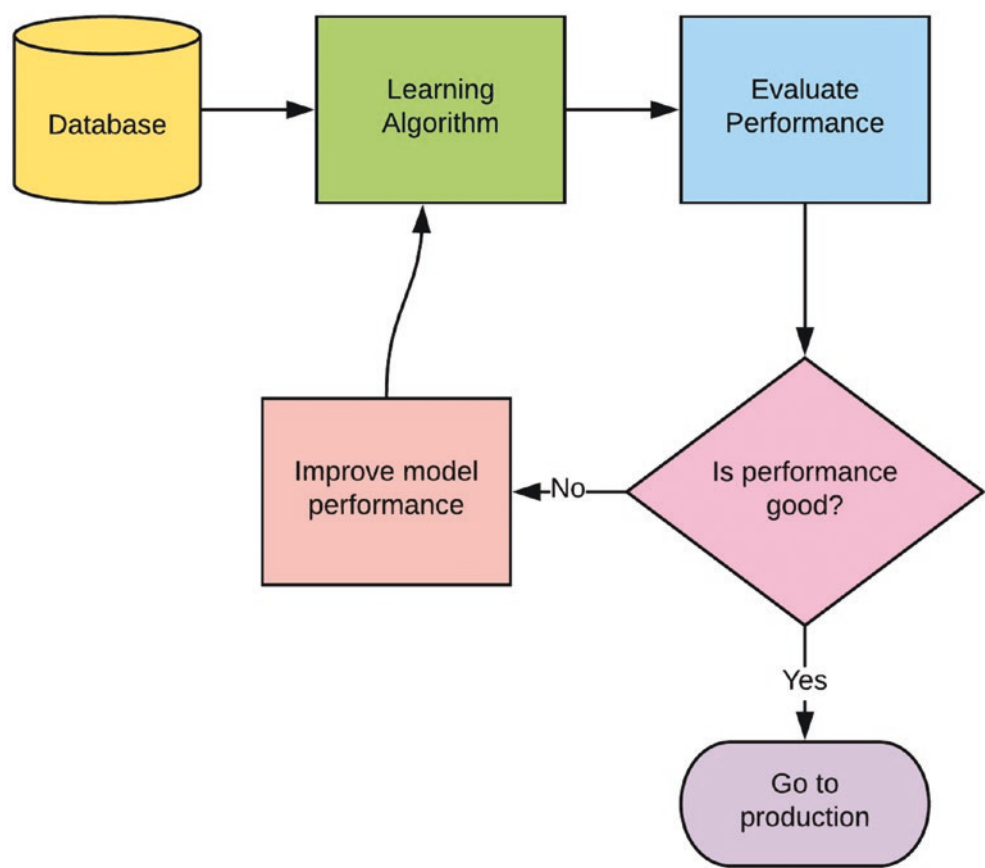 Database
Learning
Algorithm
Evaluate
Performance
Improve model
performance
No
Is performance
good?
Yes
Go to
production